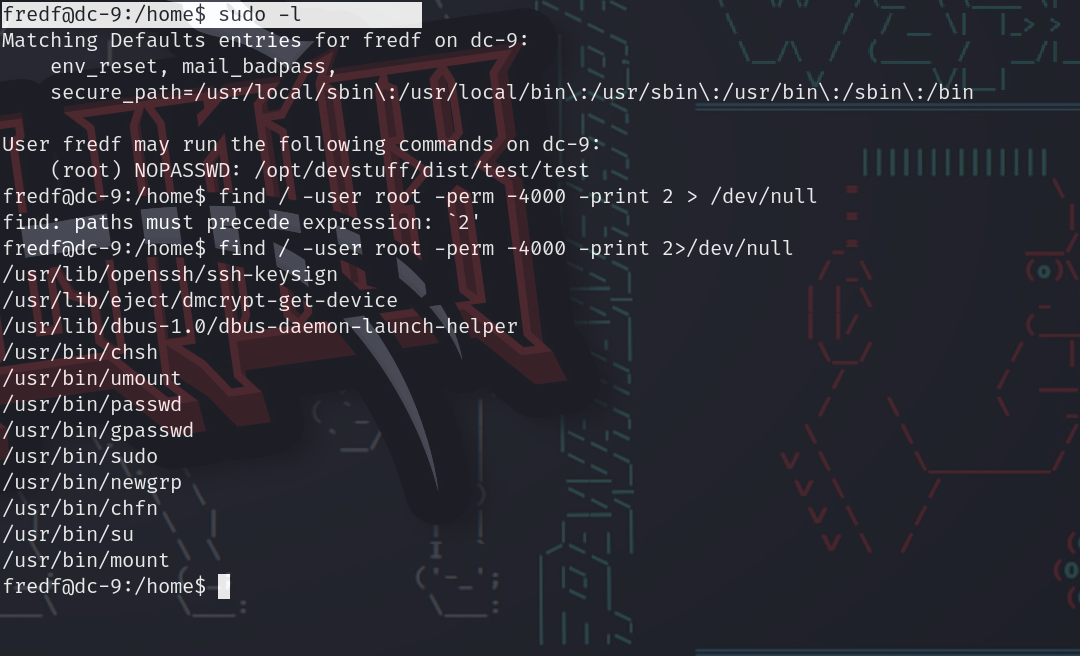 fredf@dc-9:/home$ sudo -l
Matching Defaults entries for fredf on dc-9:
    env_reset, mail_badpass,
    secure_path=/usr/local/sbin\:/usr/local/bin\:/usr/sbin\:/usr/bin\:/sbin\:/bin

User fredf may run the following commands on dc-9:
    (root) NOPASSWD: /opt/devstuff/dist/test/test
fredf@dc-9:/home$ find / -user root -perm -4000 -print 2 > /dev/null
find: paths must precede expression: `2'
fredf@dc-9:/home$ find / -user root -perm -4000 -print 2>/dev/null
/usr/lib/openssh/ssh-keysign
/usr/lib/eject/dmcrypt-get-device
/usr/lib/dbus-1.0/dbus-daemon-launch-helper
/usr/bin/chsh
/usr/bin/umount
/usr/bin/passwd
/usr/bin/gpasswd
/usr/bin/sudo
/usr/bin/newgrp
/usr/bin/chfn
/usr/bin/su
/usr/bin/mount
fredf@dc-9:/home$